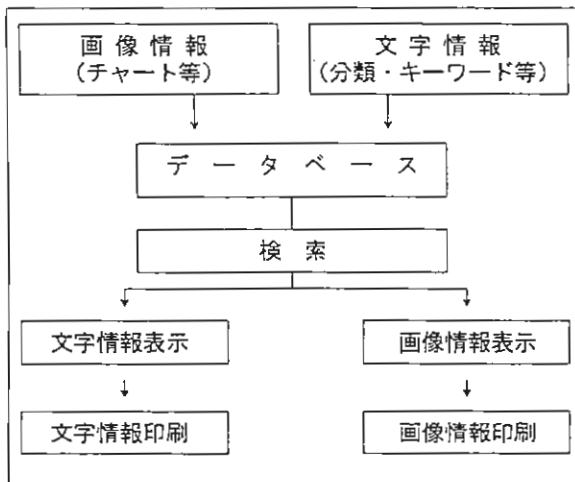 画像情報
(チャート等)
文字情報
(分類・キーワード等)
データベース
検索
文字情報表示
画像情報表示
文字情報印刷
画像情報印刷